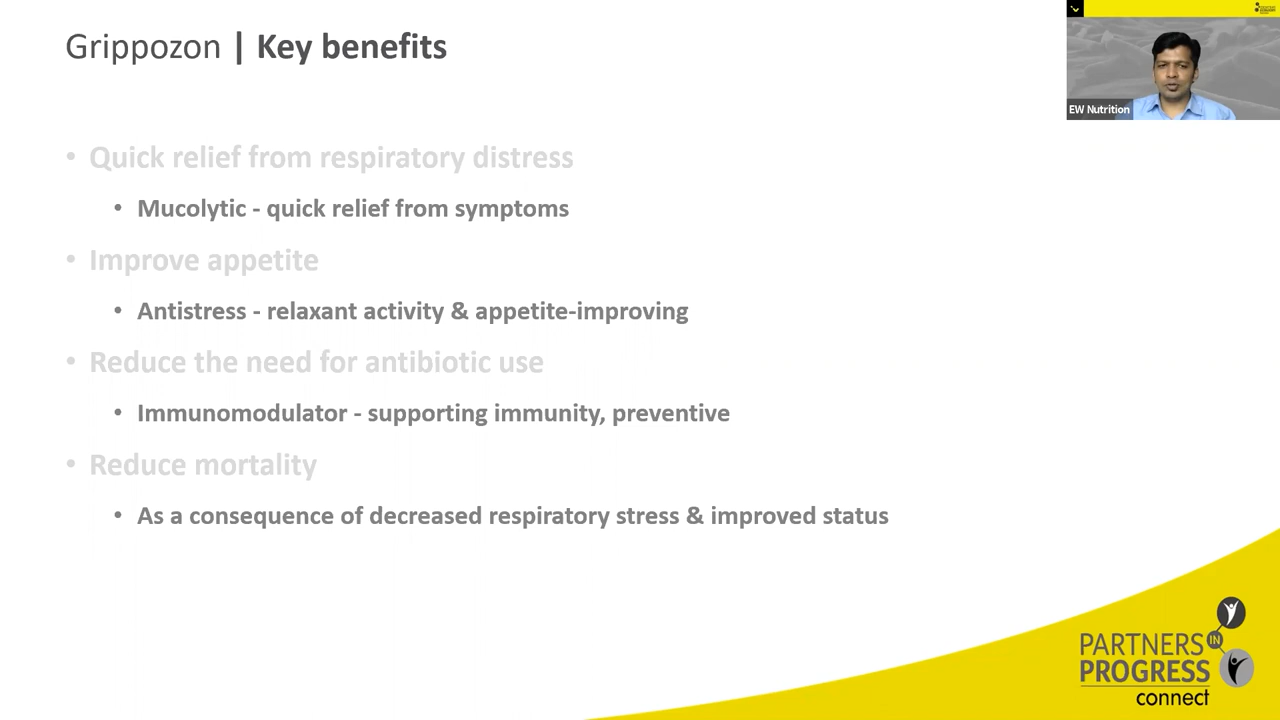 Grippozon | Key benefits
EW Nutrition
• Quick relief from respiratory distress
• Mucolytic - quick relief from symptoms
• Improve appetite
• Antistress - relaxant activity & appetite-improving
• Reduce the need for antibiotic use
• Immunomodulator - supporting immunity, preventive
• Reduce mortality
• As a consequence of decreased respiratory stress & improved status
PARTNERS IN
PROGRESS
connect